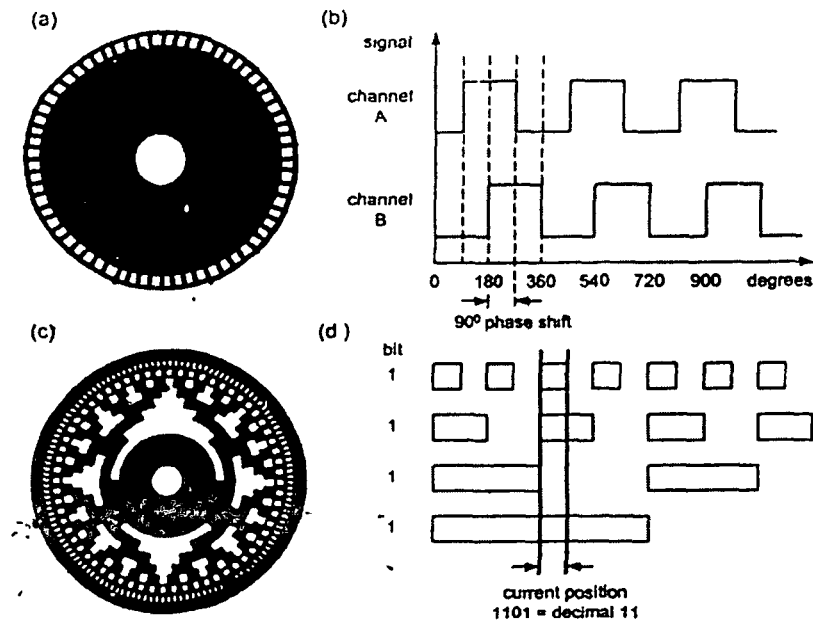 (a)
(b)
signal
channel
A
channel
B
0 180 360 540 720 900 degrees
90° phase shift
(c)
(d )
bit
1
1
1
1
current position
1101 = decimal 11